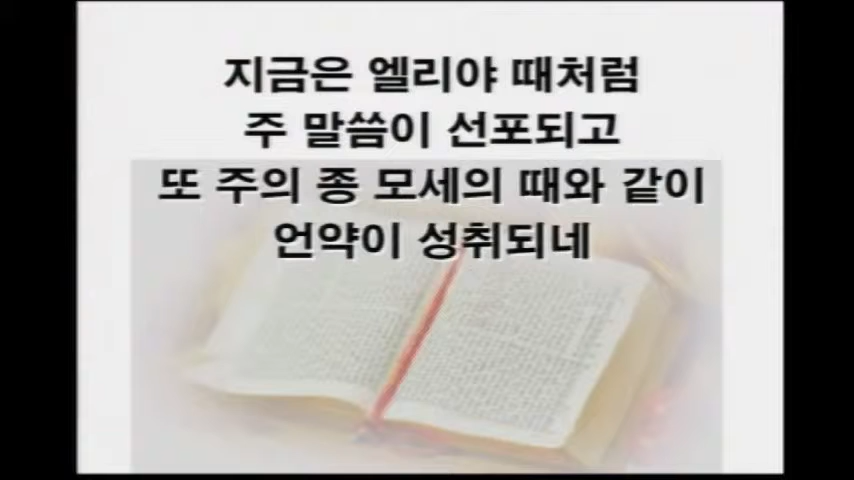 지금은 엘리야 때처럼
주 말씀이 선포되고
또 주의 종 모세의 때와 같이
언약이 성취되네